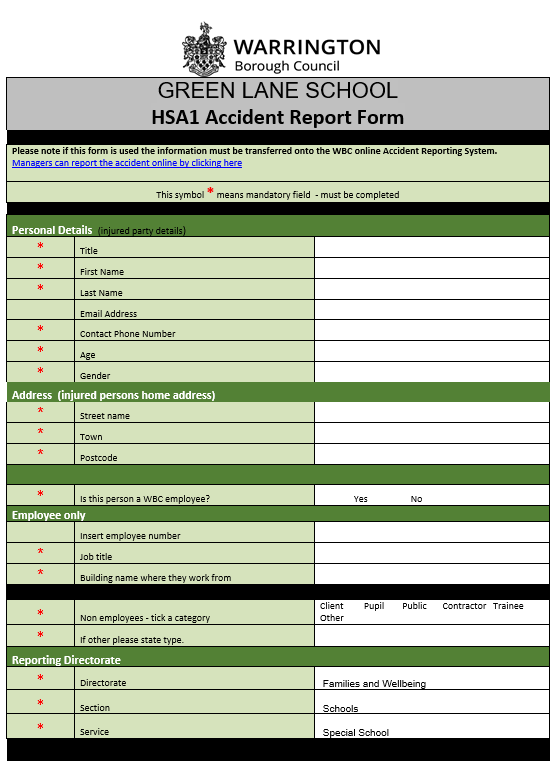 WARRINGTON
Borough Council
GREEN LANE SCHOOL
HSA1 Accident Report Form
Please note if this form is used the information must be transferred onto the WBC online Accident Reporting System.
Managers can report the accident online by clicking here
This symbol * means mandatory field - must be completed
Personal Details (injured party details)
* Title
* First Name
* Last Name
Email Address
* Contact Phone Number
* Age
* Gender
Address (injured persons home address)
* Street name
* Town
* Postcode
* Is this person a WBC employee? Yes No
Employee only
Insert employee number
* Job title
* Building name where they work from
* Non employees - tick a category Client Pupil Public Contractor Trainee
Other
* If other please state type.
Reporting Directorate
* Directorate Families and Wellbeing
* Section Schools
* Service Special School